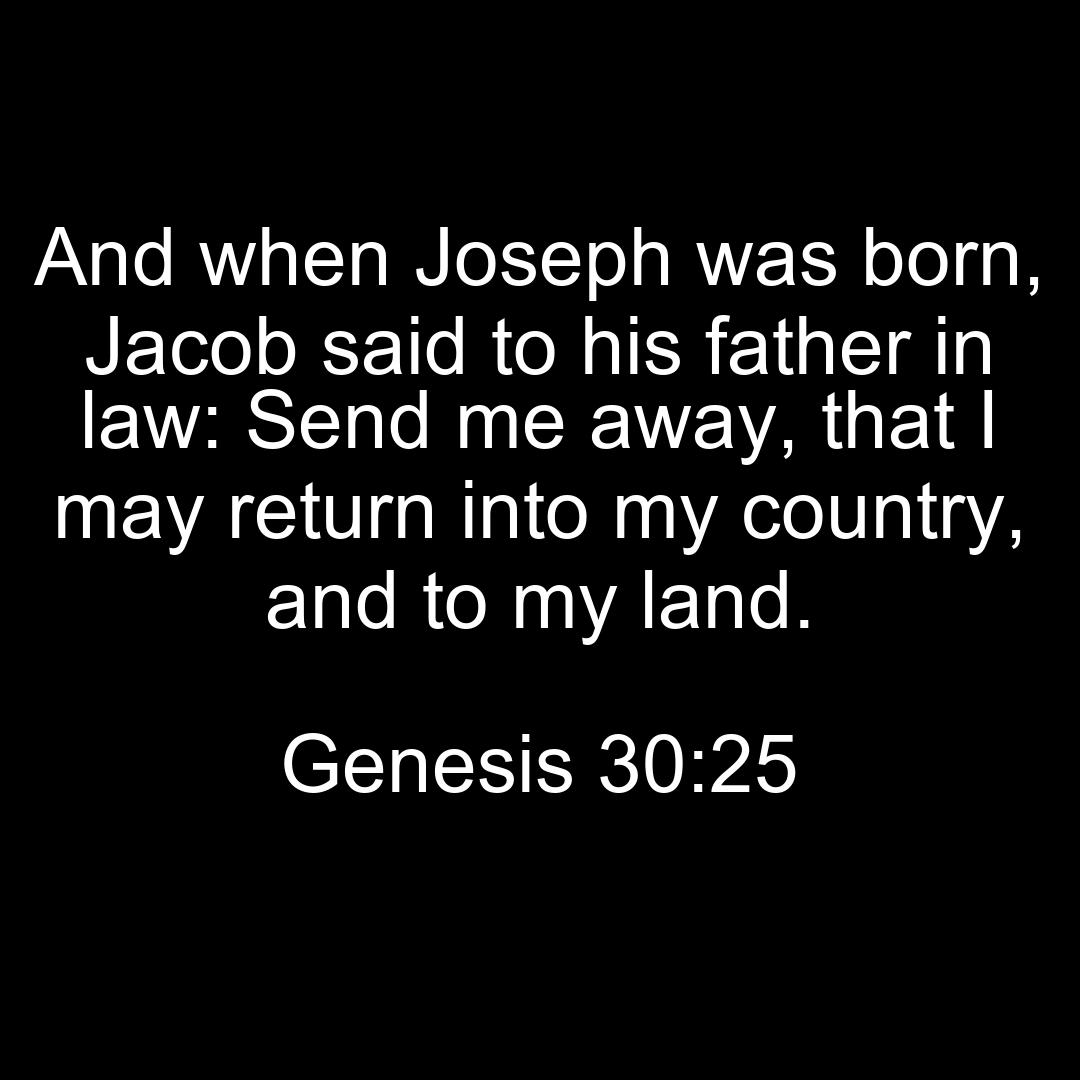 And when Joseph was born,
Jacob said to his father in
law: Send me away, that I
may return into my country,
and to my land.
Genesis 30:25